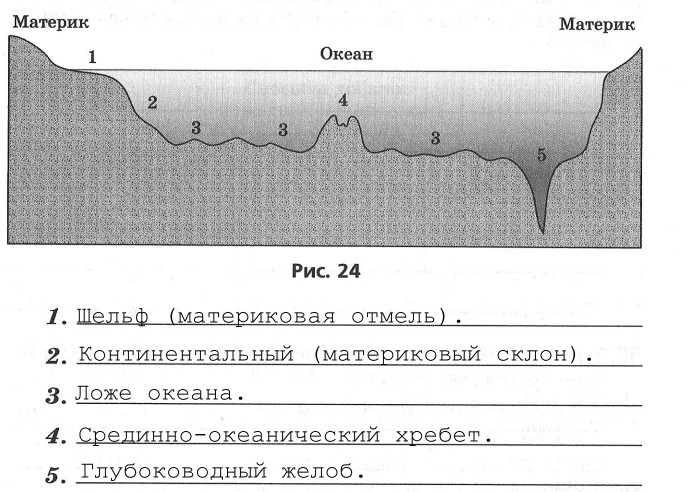 Материк
Материк
Океан
1
2
3
3
4
3
5
Рис. 24
1. Шельф (материковая отмель).
2. Континентальный (материковый склон).
3. Ложе океана.
4. Срединно-океанический хребет.
5. Глубоководный желоб.